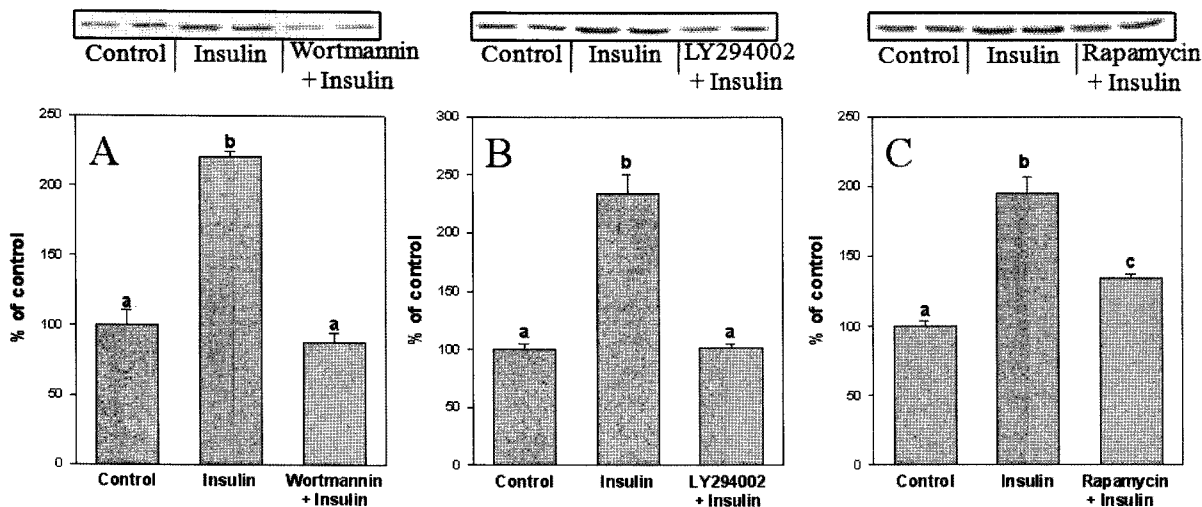 Control Insulin Wortmannin
+ Insulin
Control Insulin LY294002
+ Insulin
Control Insulin Rapamycin
+ Insulin
A
% of control
250
200
150
100
50
0
a
b
a
Control Insulin Wortmannin
+ Insulin
B
% of control
300
250
200
150
100
50
0
a
b
a
Control Insulin LY294002
+ Insulin
C
% of control
250
200
150
100
50
0
a
b
c
Control Insulin Rapamycin
+ Insulin